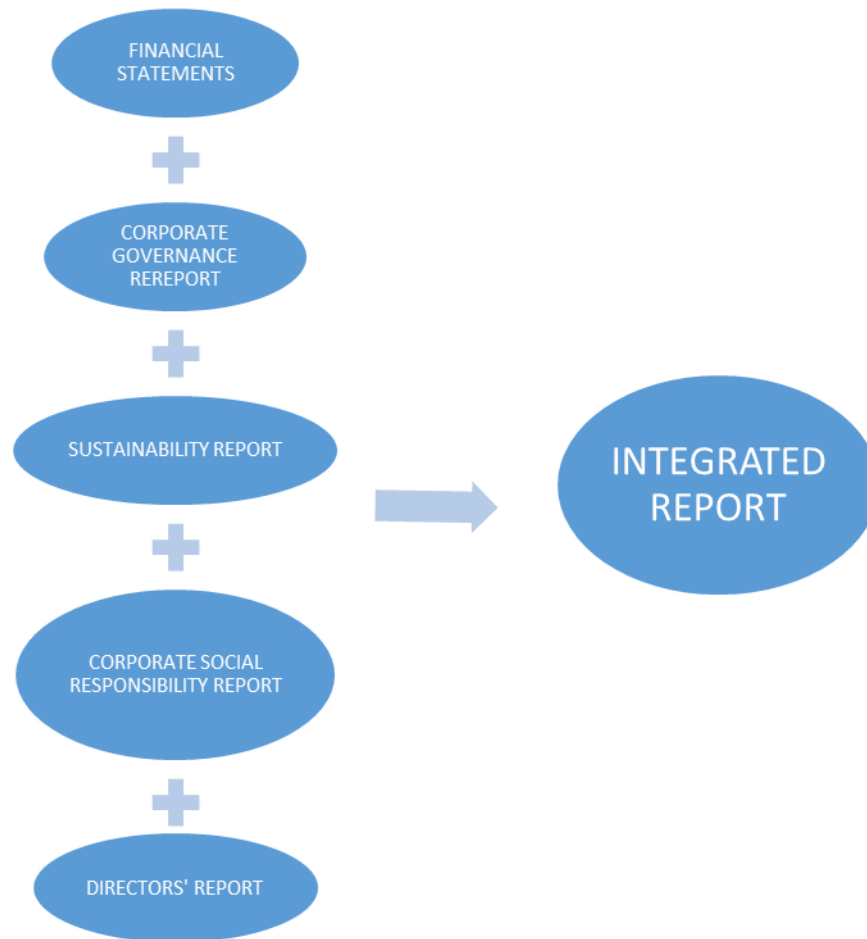 FINANCIAL
STATEMENTS
CORPORATE
GOVERNANCE
REREPORT
SUSTAINABILITY REPORT
CORPORATE SOCIAL
RESPONSIBILITY REPORT
DIRECTORS' REPORT
INTEGRATED
REPORT